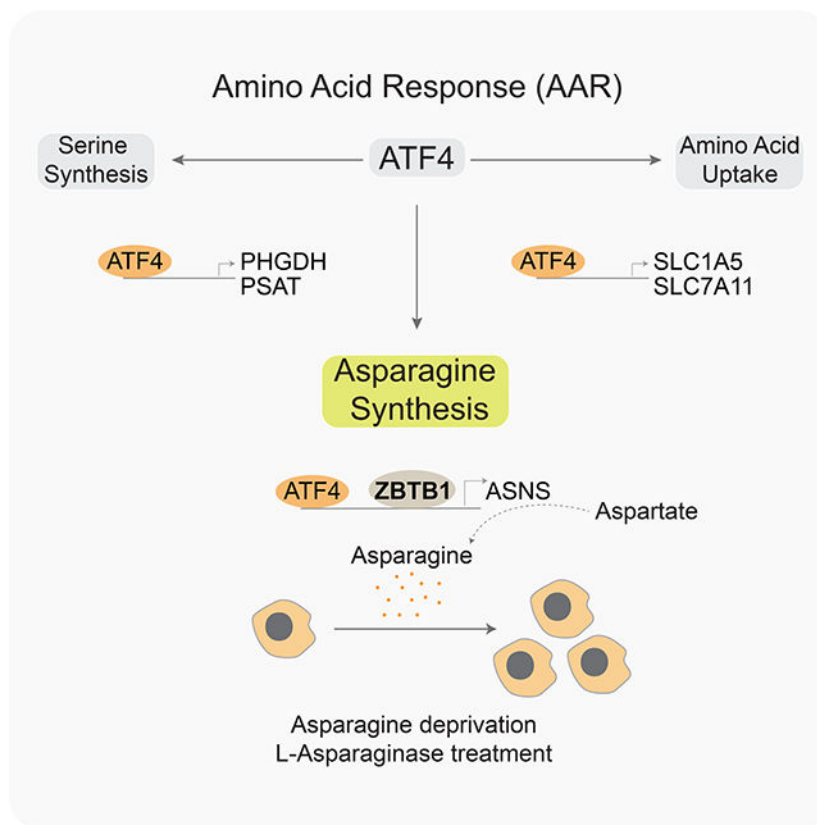 Amino Acid Response (AAR)
Serine
Synthesis
ATF4
Amino Acid
Uptake
ATF4
PHGDH
PSAT
ATF4
SLC1A5
SLC7A11
Asparagine
Synthesis
ATF4
ZBTB1
ASNS
Aspartate
Asparagine
Asparagine deprivation
L-Asparaginase treatment